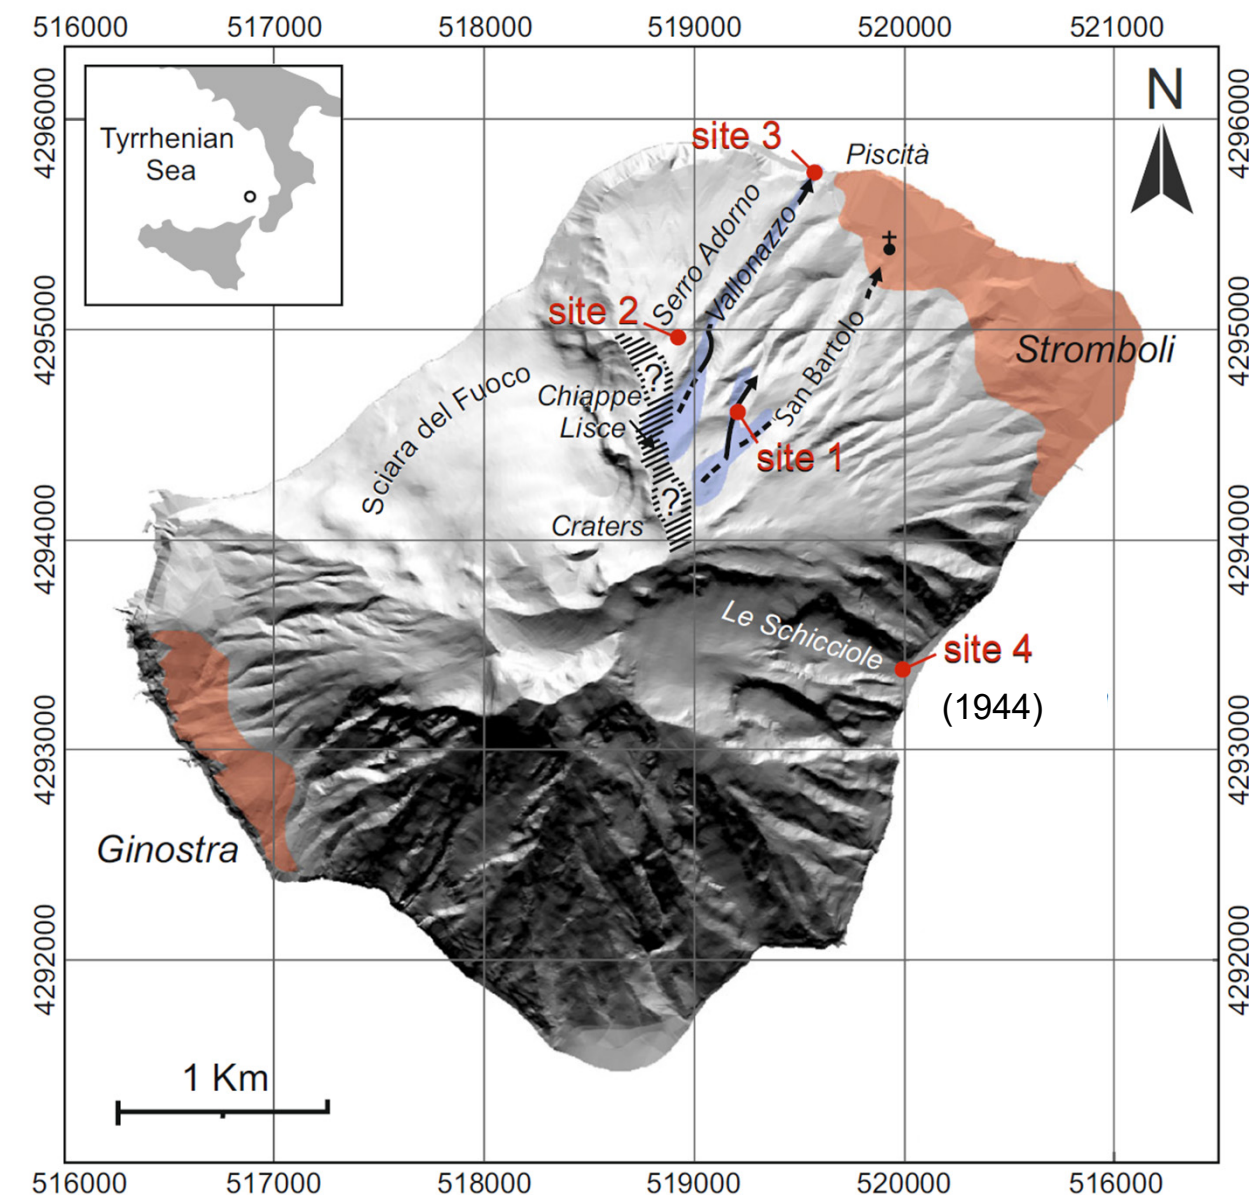 516000 517000 518000 519000 520000 521000
4296000
4296000
N
Tyrrhenian
Sea
site 3
Piscità
Serro Adorno
Vallonazzo
4295000
4295000
site 2
San Bartolo
Stromboli
Sciara del Fuoco
?
Chiappe
Lisce
site 1
?
Craters
4294000
4294000
Le Schicciole
site 4
(1944)
4293000
4293000
Ginostra
4292000
4292000
1 Km
516000 517000 518000 519000 520000 516000